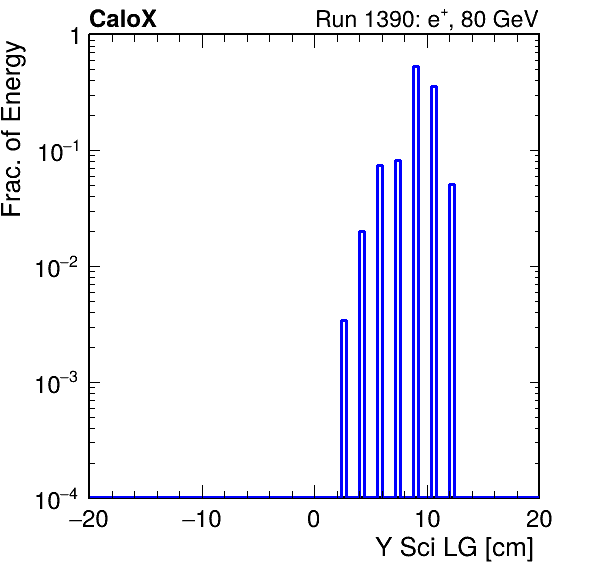 CaloX Run 1390: e⁺, 80 GeV
Frac. of Energy
1
10⁻¹
10⁻²
10⁻³
10⁻⁴
−20 −10 0 10 20
Y Sci LG [cm]